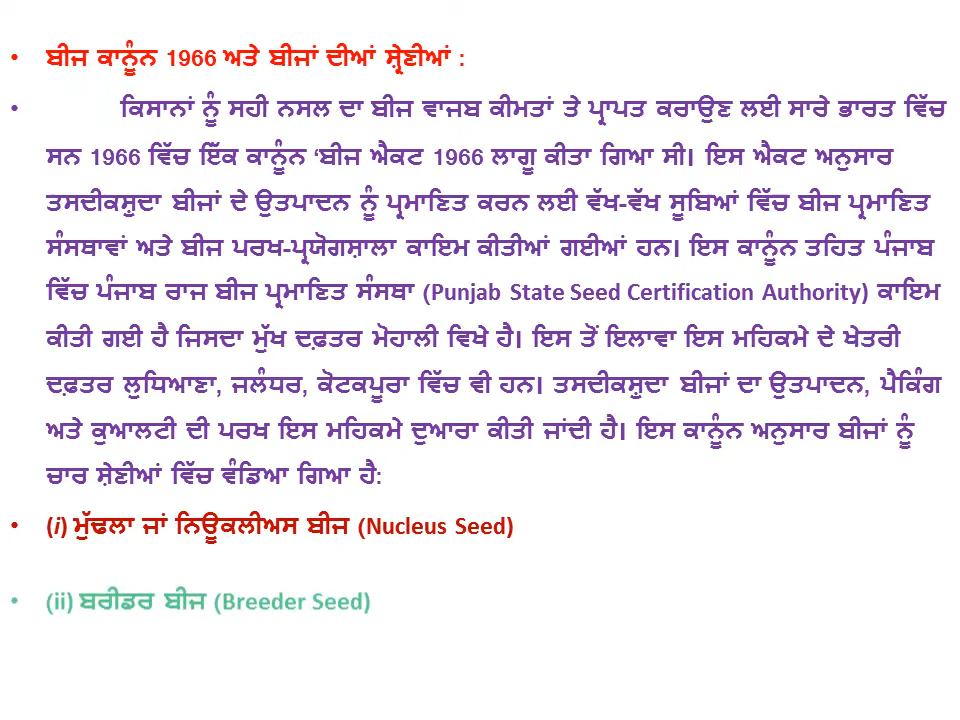 • ਬੀਜ ਕਾਨੂੰਨ 1966 ਅਤੇ ਬੀਜਾਂ ਦੀਆਂ ਸ਼੍ਰੇਣੀਆਂ :
• ਕਿਸਾਨਾਂ ਨੂੰ ਸਹੀ ਨਸਲ ਦਾ ਬੀਜ ਵਾਜਬ ਕੀਮਤਾਂ ਤੇ ਪ੍ਰਾਪਤ ਕਰਾਉਣ ਲਈ ਸਾਰੇ ਭਾਰਤ ਵਿੱਚ
ਸਨ 1966 ਵਿੱਚ ਇੱਕ ਕਾਨੂੰਨ ‘ਬੀਜ ਐਕਟ 1966 ਲਾਗੂ ਕੀਤਾ ਗਿਆ ਸੀ। ਇਸ ਐਕਟ ਅਨੁਸਾਰ
ਤਸਦੀਕਸ਼ੁਦਾ ਬੀਜਾਂ ਦੇ ਉਤਪਾਦਨ ਨੂੰ ਪ੍ਰਮਾਣਿਤ ਕਰਨ ਲਈ ਵੱਖ-ਵੱਖ ਸੂਬਿਆਂ ਵਿੱਚ ਬੀਜ ਪ੍ਰਮਾਣਿਤ
ਸੰਸਥਾਵਾਂ ਅਤੇ ਬੀਜ ਪਰਖ-ਪ੍ਰਯੋਗਸ਼ਾਲਾ ਕਾਇਮ ਕੀਤੀਆਂ ਗਈਆਂ ਹਨ। ਇਸ ਕਾਨੂੰਨ ਤਹਿਤ ਪੰਜਾਬ
ਵਿੱਚ ਪੰਜਾਬ ਰਾਜ ਬੀਜ ਪ੍ਰਮਾਣਿਤ ਸੰਸਥਾ (Punjab State Seed Certification Authority) ਕਾਇਮ
ਕੀਤੀ ਗਈ ਹੈ ਜਿਸਦਾ ਮੁੱਖ ਦਫ਼ਤਰ ਮੋਹਾਲੀ ਵਿਖੇ ਹੈ। ਇਸ ਤੋਂ ਇਲਾਵਾ ਇਸ ਮਹਿਕਮੇ ਦੇ ਖੇਤਰੀ
ਦਫ਼ਤਰ ਲੁਧਿਆਣਾ, ਜਲੰਧਰ, ਕੋਟਕਪੂਰਾ ਵਿੱਚ ਵੀ ਹਨ। ਤਸਦੀਕਸ਼ੁਦਾ ਬੀਜਾਂ ਦਾ ਉਤਪਾਦਨ, ਪੈਕਿੰਗ
ਅਤੇ ਕੁਆਲਟੀ ਦੀ ਪਰਖ ਇਸ ਮਹਿਕਮੇ ਦੁਆਰਾ ਕੀਤੀ ਜਾਂਦੀ ਹੈ। ਇਸ ਕਾਨੂੰਨ ਅਨੁਸਾਰ ਬੀਜਾਂ ਨੂੰ
ਚਾਰ ਸ਼੍ਰੇਣੀਆਂ ਵਿੱਚ ਵੰਡਿਆ ਗਿਆ ਹੈ:
• (i) ਮੁੱਢਲਾ ਜਾਂ ਨਿਊਕਲੀਅਸ ਬੀਜ (Nucleus Seed)
• (ii) ਬਰੀਡਰ ਬੀਜ (Breeder Seed)